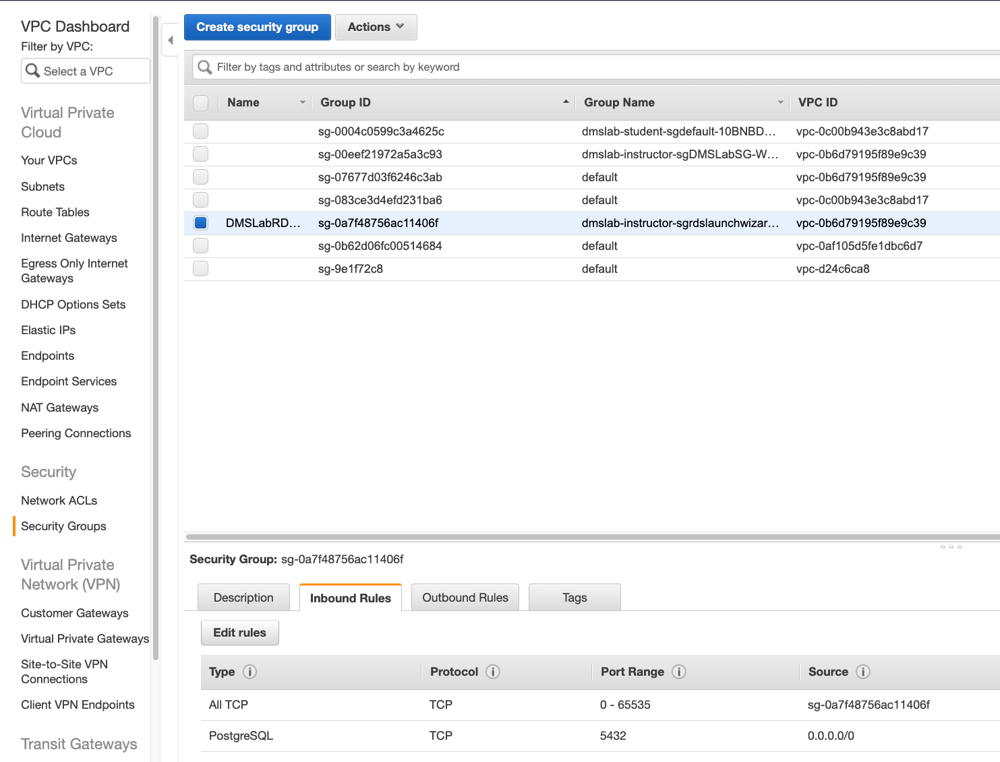 VPC Dashboard
Filter by VPC:
Select a VPC
Virtual Private
Cloud
Your VPCs
Subnets
Route Tables
Internet Gateways
Egress Only Internet
Gateways
DHCP Options Sets
Elastic IPs
Endpoints
Endpoint Services
NAT Gateways
Peering Connections
Security
Network ACLs
Security Groups
Virtual Private
Network (VPN)
Customer Gateways
Virtual Private Gateways
Site-to-Site VPN
Connections
Client VPN Endpoints
Transit Gateways
Create security group Actions
Filter by tags and attributes or search by keyword
Name Group ID Group Name VPC ID
sg-0004c0599c3a4625c dmslab-student-sgdefault-10BNBD... vpc-0c00b943e3c8abd17
sg-00eef21972a5a3c93 dmslab-instructor-sgDMSLabSG-W... vpc-0b6d79195f89e9c39
sg-07677d03f6246c3ab default vpc-0b6d79195f89e9c39
sg-083ce3d4efd231ba6 default vpc-0c00b943e3c8abd17
DMSLabRD... sg-0a7f48756ac11406f dmslab-instructor-sgrdslaunchwizar... vpc-0b6d79195f89e9c39
sg-0b62d06fc00514684 default vpc-0af105d5fe1dbc6d7
sg-9e1f72c8 default vpc-d24c6ca8
Security Group: sg-0a7f48756ac11406f
Description Inbound Rules Outbound Rules Tags
Edit rules
Type Protocol Port Range Source
All TCP TCP 0 - 65535 sg-0a7f48756ac11406f
PostgreSQL TCP 5432 0.0.0.0/0